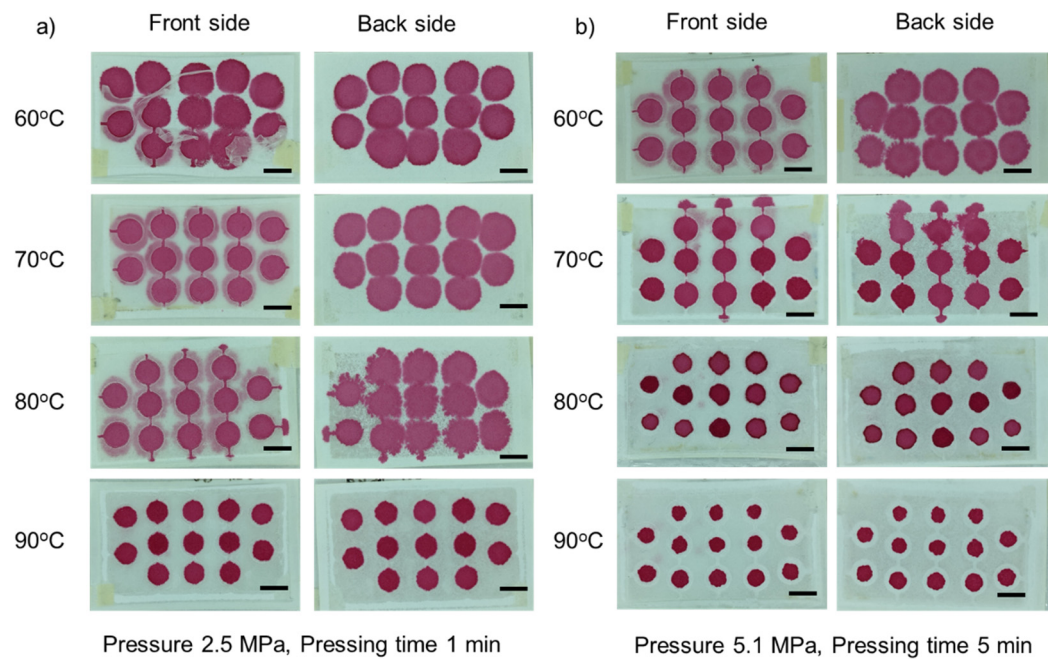 a) Front side Back side b) Front side Back side
60°C 60°C
70°C 70°C
80°C 80°C
90°C 90°C
Pressure 2.5 MPa, Pressing time 1 min Pressure 5.1 MPa, Pressing time 5 min